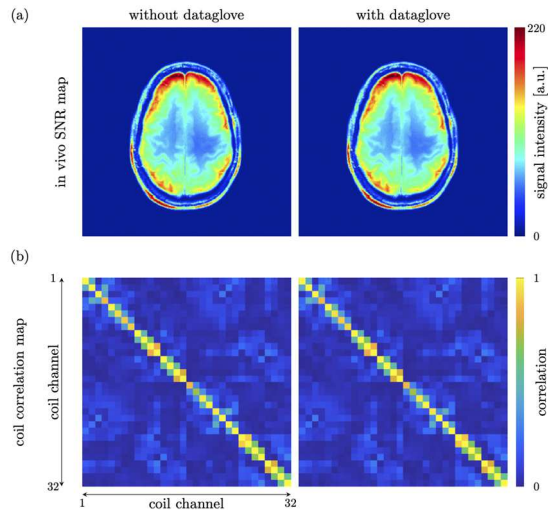 (a)
without dataglove
with dataglove
in vivo SNR map
220
signal intensity [a.u.]
0
(b)
1
coil channel
coil correlation map
32
1
coil channel
32
1
correlation
0